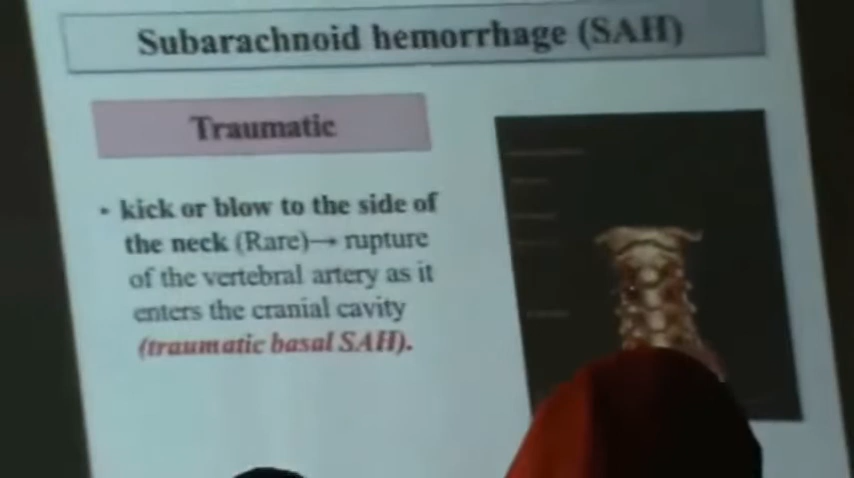 Subarachnoid hemorrhage (SAH)
Traumatic
• kick or blow to the side of
the neck (Rare)→ rupture
of the vertebral artery as it
enters the cranial cavity
(traumatic basal SAH).